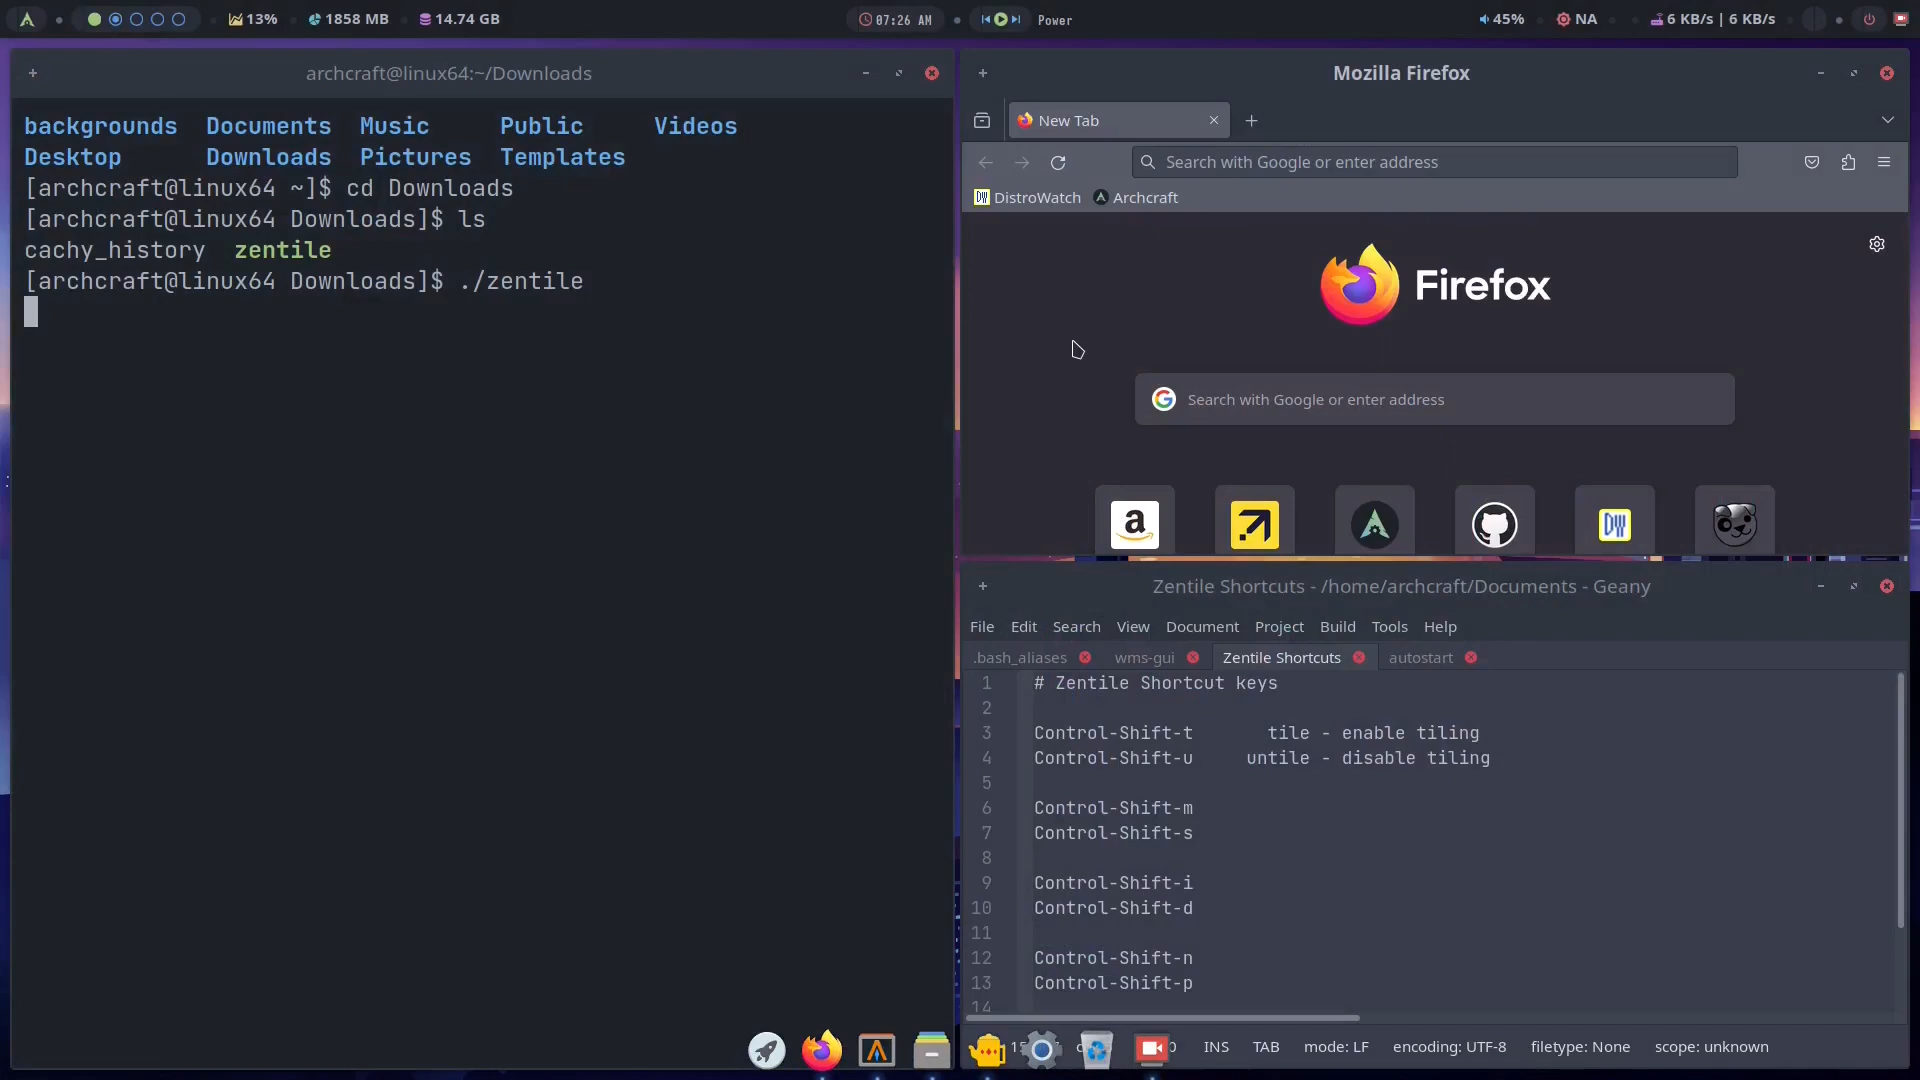 13% 1858 MB 14.74 GB 07:26 AM Power 45% NA 6 KB/s | 6 KB/s
archcraft@linux64:~/Downloads
backgrounds Documents Music Public Videos
Desktop Downloads Pictures Templates
[archcraft@linux64 ~]$ cd Downloads
[archcraft@linux64 Downloads]$ ls
cachy_history zentile
[archcraft@linux64 Downloads]$ ./zentile
Mozilla Firefox
New Tab
Search with Google or enter address
DW DistroWatch Archcraft
Firefox
Search with Google or enter address
a DW
Zentile Shortcuts - /home/archcraft/Documents - Geany
File Edit Search View Document Project Build Tools Help
.bash_aliases wms-gui Zentile Shortcuts autostart
1 # Zentile Shortcut keys
2
3 Control-Shift-t tile - enable tiling
4 Control-Shift-u untile - disable tiling
5
6 Control-Shift-m
7 Control-Shift-s
8
9 Control-Shift-i
10 Control-Shift-d
11
12 Control-Shift-n
13 Control-Shift-p
14
INS TAB mode: LF encoding: UTF-8 filetype: None scope: unknown